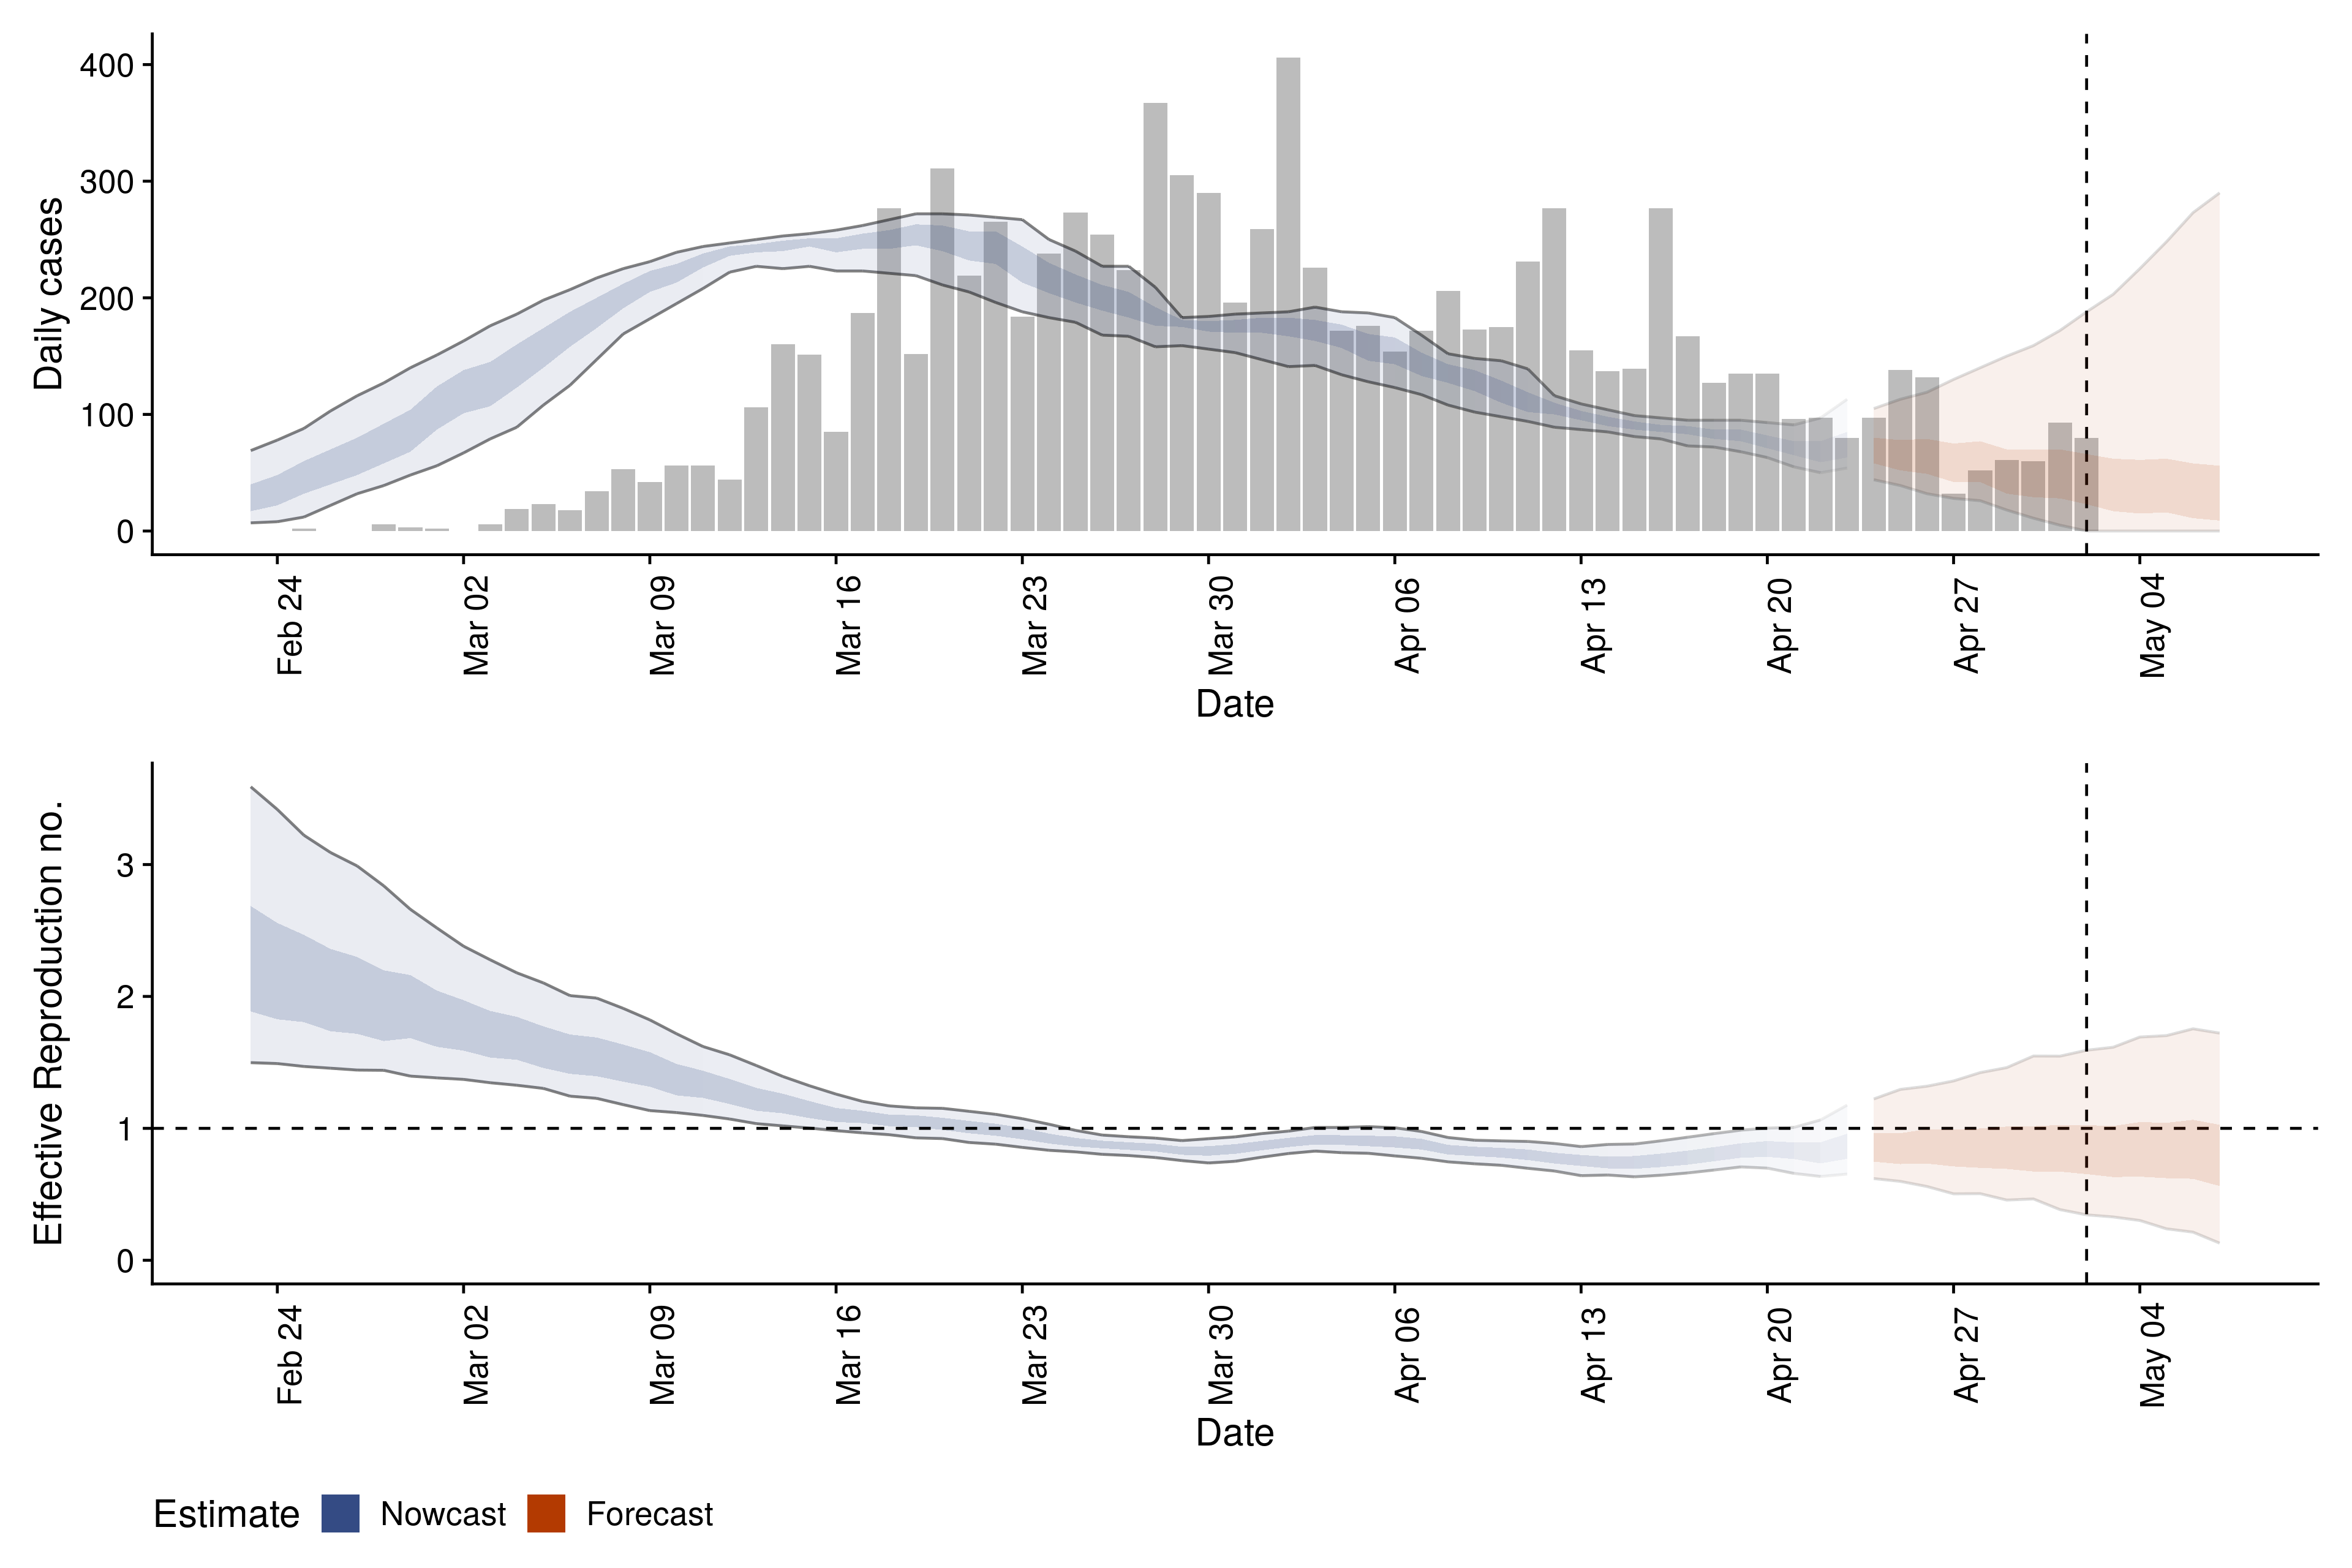 Daily cases
400
300
200
100
0
Feb 24
Mar 02
Mar 09
Mar 16
Mar 23
Mar 30
Apr 06
Apr 13
Apr 20
Apr 27
May 04
Date
Effective Reproduction no.
3
2
1
0
Feb 24
Mar 02
Mar 09
Mar 16
Mar 23
Mar 30
Apr 06
Apr 13
Apr 20
Apr 27
May 04
Date
Estimate Nowcast Forecast